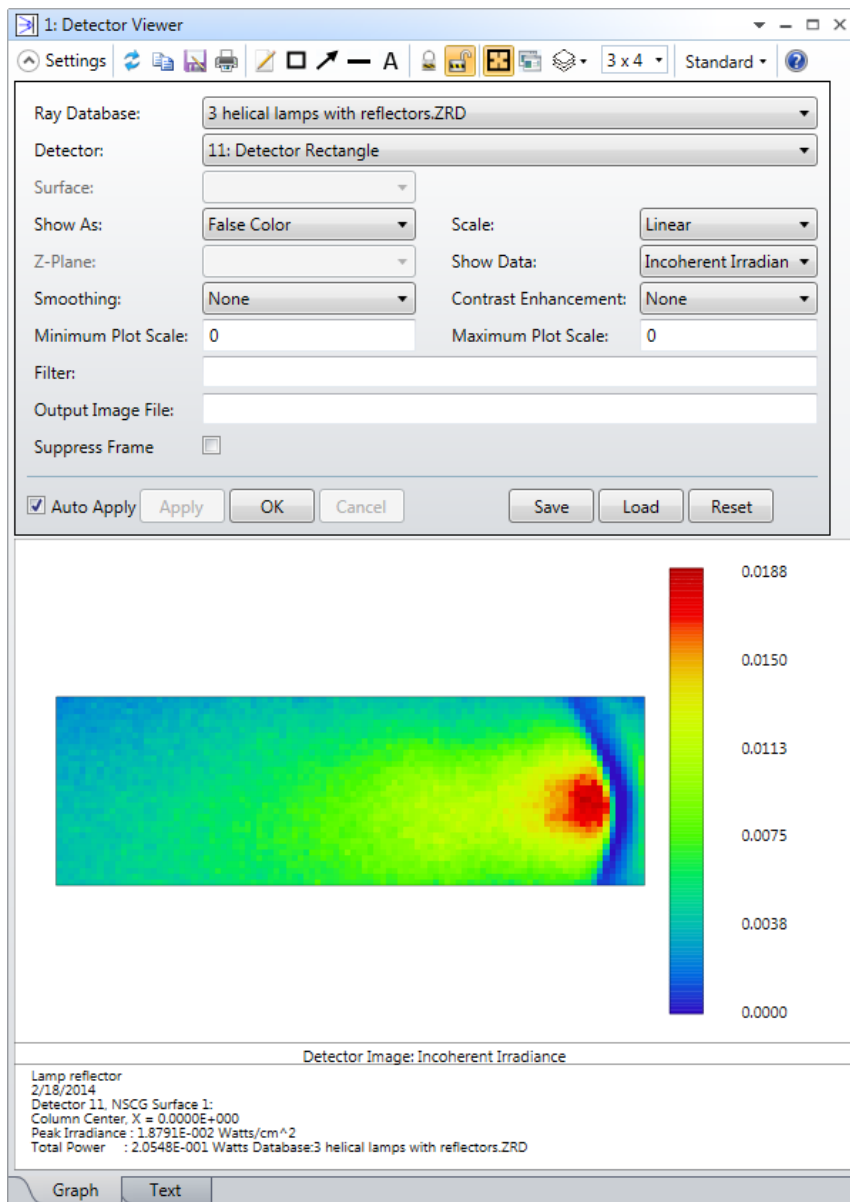 1: Detector Viewer
Settings A 3 x 4 Standard ?
Ray Database: 3 helical lamps with reflectors.ZRD
Detector: 11: Detector Rectangle
Surface:
Show As: False Color Scale: Linear
Z-Plane: Show Data: Incoherent Irradian
Smoothing: None Contrast Enhancement: None
Minimum Plot Scale: 0 Maximum Plot Scale: 0
Filter:
Output Image File:
Suppress Frame
Auto Apply Apply OK Cancel Save Load Reset
0.0188
0.0150
0.0113
0.0075
0.0038
0.0000
Detector Image: Incoherent Irradiance
Lamp reflector
2/18/2014
Detector 11, NSCG Surface 1:
Column Center, X = 0.0000E+000
Peak Irradiance : 1.8791E-002 Watts/cm^2
Total Power : 2.0548E-001 Watts Database:3 helical lamps with reflectors.ZRD
Graph Text